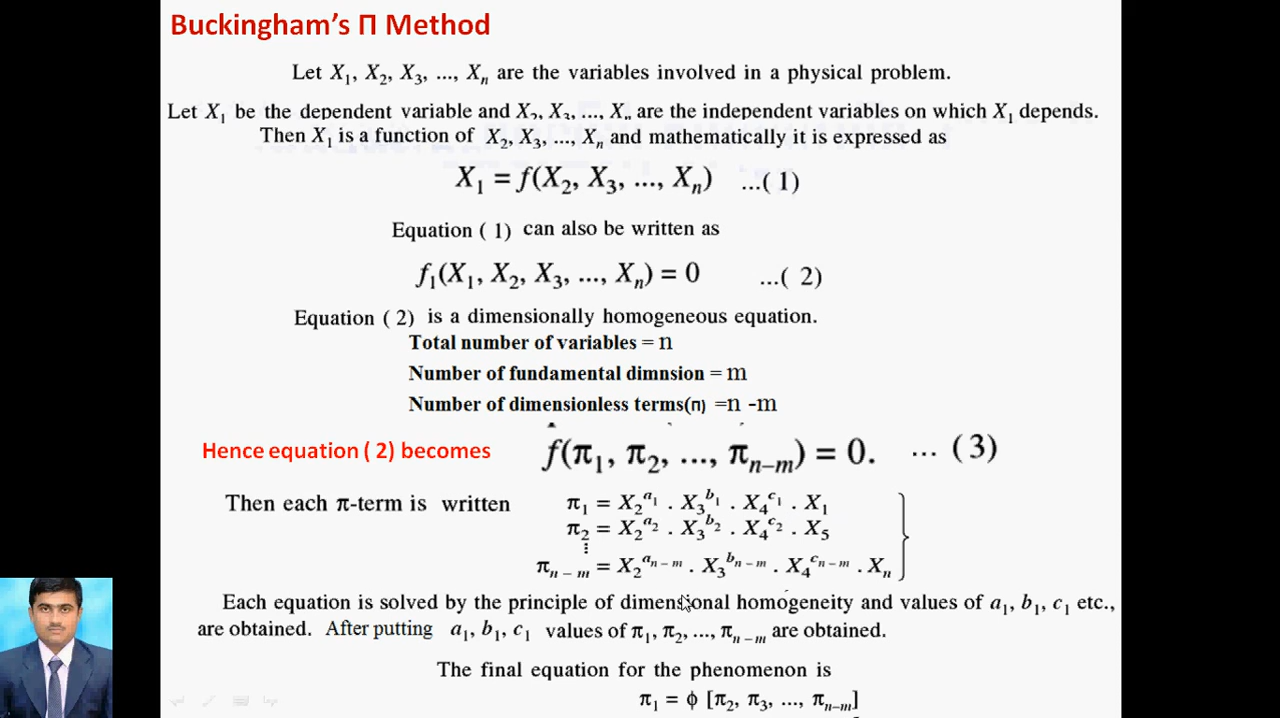 Buckingham's Π Method
Let X₁, X₂, X₃, ..., Xₙ are the variables involved in a physical problem.
Let X₁ be the dependent variable and X₂, X₃, ..., Xₙ are the independent variables on which X₁ depends.
Then X₁ is a function of X₂, X₃, ..., Xₙ and mathematically it is expressed as
X₁ = f(X₂, X₃, ..., Xₙ) ...( 1)
Equation ( 1) can also be written as
f₁(X₁, X₂, X₃, ..., Xₙ) = 0 ...( 2)
Equation ( 2) is a dimensionally homogeneous equation.
Total number of variables = n
Number of fundamental dimnsion = m
Number of dimensionless terms(π) =n -m
Hence equation ( 2) becomes f(π₁, π₂, ..., πₙ₋ₘ) = 0. ... (3)
Then each π-term is written π₁ = X₂^a₁ . X₃^b₁ . X₄^c₁ . X₁
π₂ = X₂^a₂ . X₃^b₂ . X₄^c₂ . X₅
⋮
πₙ₋ₘ = X₂^aₙ₋ₘ . X₃^bₙ₋ₘ . X₄^cₙ₋ₘ . Xₙ
Each equation is solved by the principle of dimensional homogeneity and values of a₁, b₁, c₁ etc.,
are obtained. After putting a₁, b₁, c₁ values of π₁, π₂, ..., πₙ₋ₘ are obtained.
The final equation for the phenomenon is
π₁ = ϕ [π₂, π₃, ..., πₙ₋ₘ]